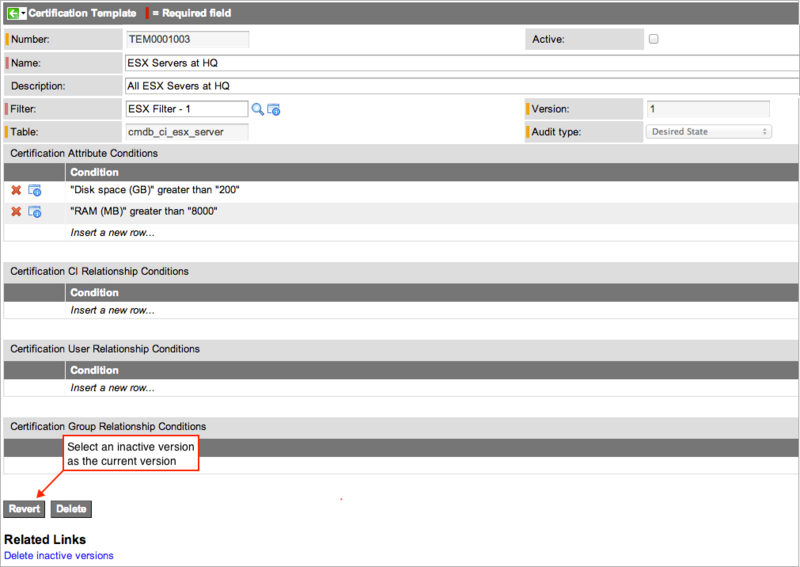 Certification Template = Required field
Number: TEM0001003 Active:
Name: ESX Servers at HQ
Description: All ESX Severs at HQ
Filter: ESX Filter - 1 Version: 1
Table: cmdb_ci_esx_server Audit type: Desired State
Certification Attribute Conditions
Condition
"Disk space (GB)" greater than "200"
"RAM (MB)" greater than "8000"
Insert a new row...
Certification CI Relationship Conditions
Condition
Insert a new row...
Certification User Relationship Conditions
Condition
Insert a new row...
Certification Group Relationship Conditions
Select an inactive version
as the current version
Revert Delete
Related Links
Delete inactive versions